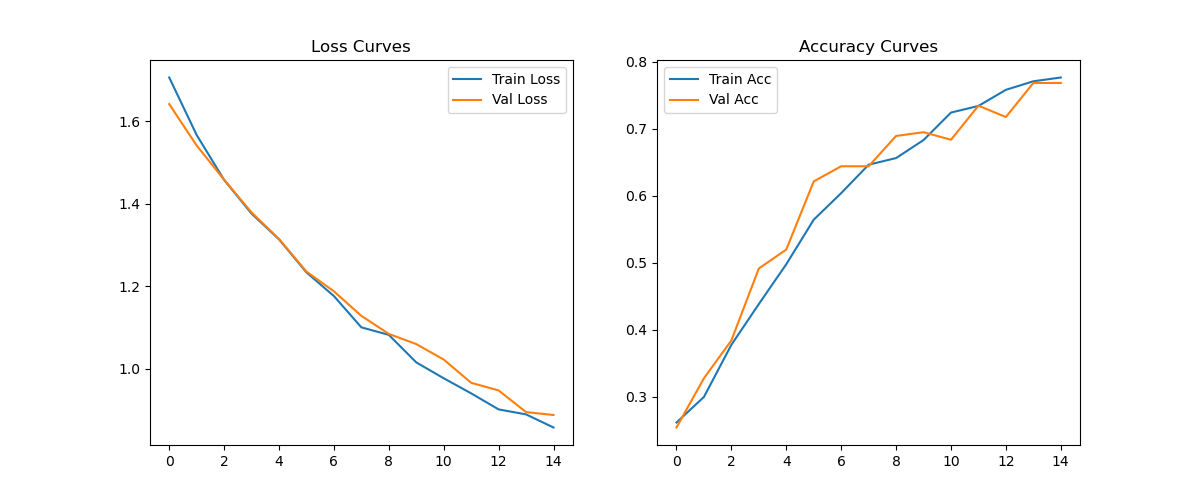 Loss Curves
Train Loss
Val Loss
1.6
1.4
1.2
1.0
0 2 4 6 8 10 12 14
Accuracy Curves
Train Acc
Val Acc
0.8
0.7
0.6
0.5
0.4
0.3
0 2 4 6 8 10 12 14